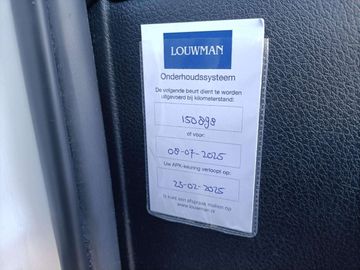 LOUWMAN
Onderhoudssysteem
De volgende beurt dient te worden
uitgevoerd bij kilometerstand:
150898
of voor:
08-07-2025
Uw APK-keuring verloopt op:
23-02-2025
U kunt een afspraak maken op
www.louwman.nl